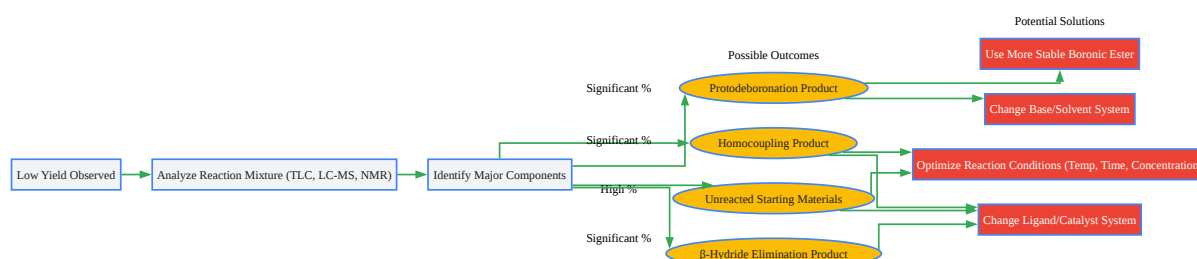 Potential Solutions
Use More Stable Boronic Ester
Possible Outcomes
Significant %
Protodeboronation Product
Change Base/Solvent System
Significant %
Homocoupling Product
Optimize Reaction Conditions (Temp, Time, Concentration
Low Yield Observed
Analyze Reaction Mixture (TLC, LC-MS, NMR)
Identify Major Components
High %
Unreacted Starting Materials
Change Ligand/Catalyst System
Significant %
β-Hydride Elimination Product